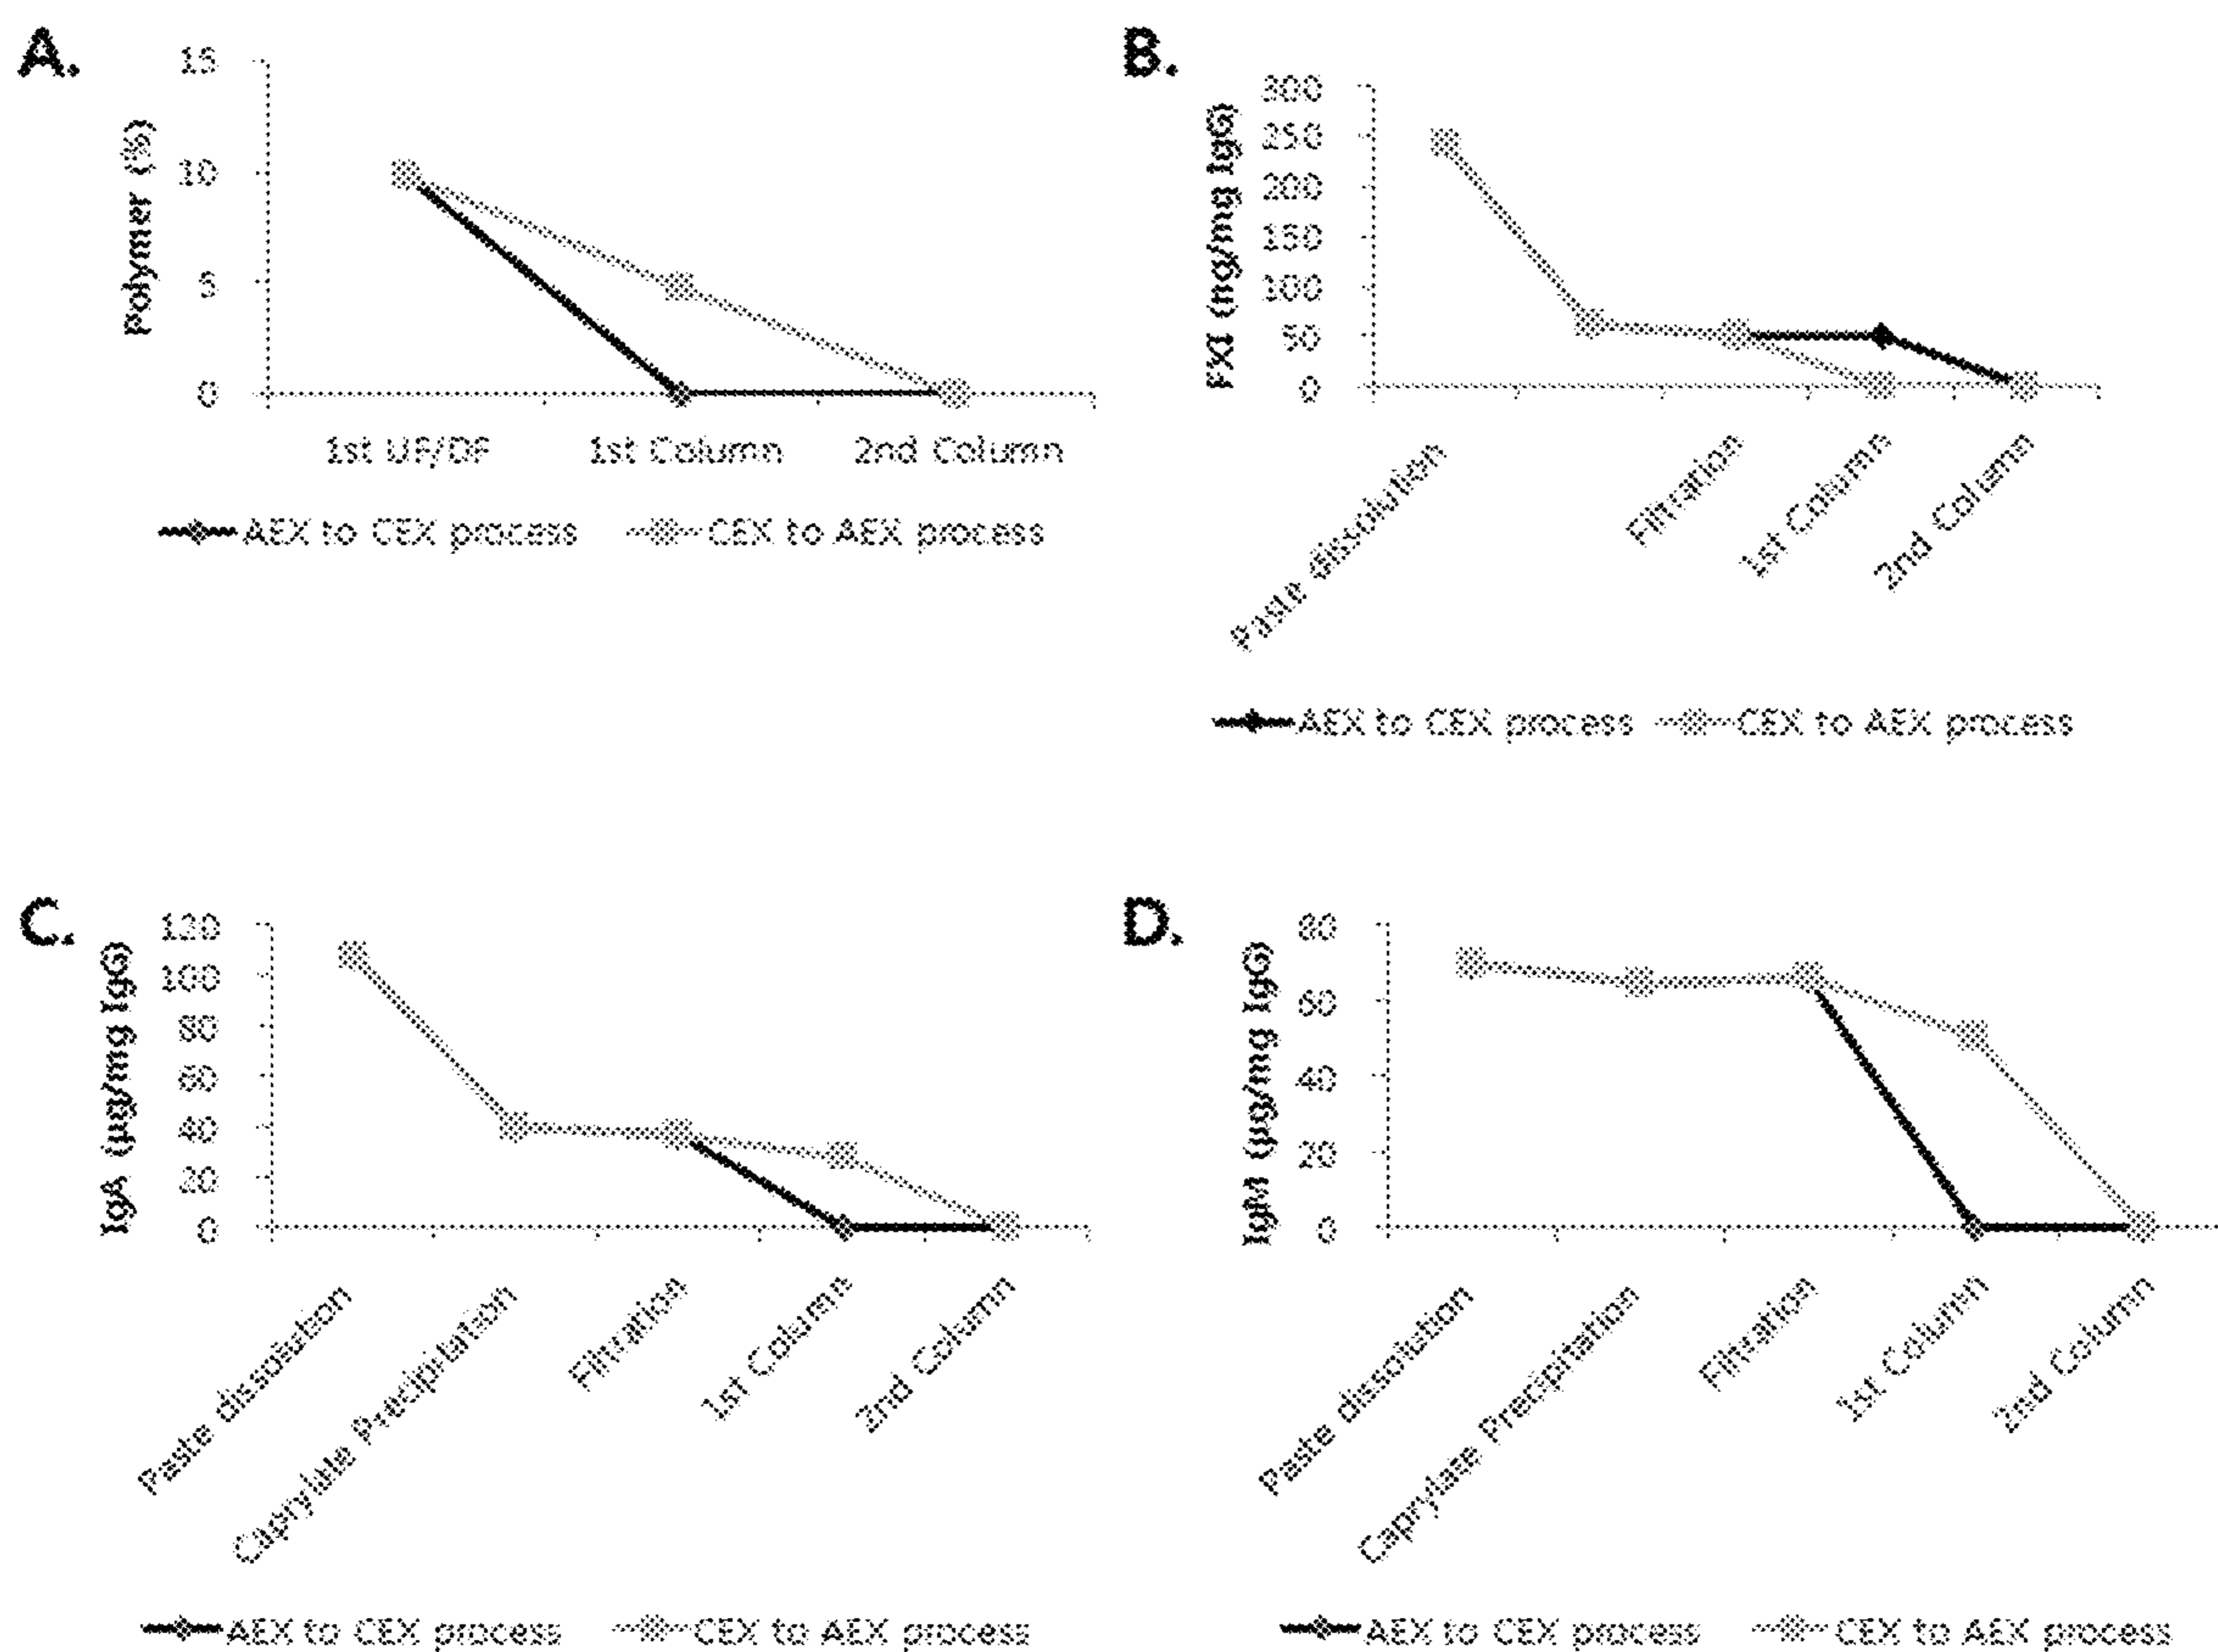 A.
Polymer (%)
15
10
5
0
1st UF/DF 1st Column 2nd Column
AEX to CEX process CEX to AEX process
B.
FXI (ng/mg IgG)
300
250
200
150
100
50
0
Paste dissolution
Filtration
1st Column
2nd Column
AEX to CEX process CEX to AEX process
C.
IgA (µg/mg IgG)
120
100
80
60
40
20
0
Paste dissolution
Caprylate Precipitation
Filtration
1st Column
2nd Column
AEX to CEX process CEX to AEX process
D.
IgM (µg/mg IgG)
80
60
40
20
0
Paste dissolution
Caprylate Precipitation
Filtration
1st Column
2nd Column
AEX to CEX process CEX to AEX process